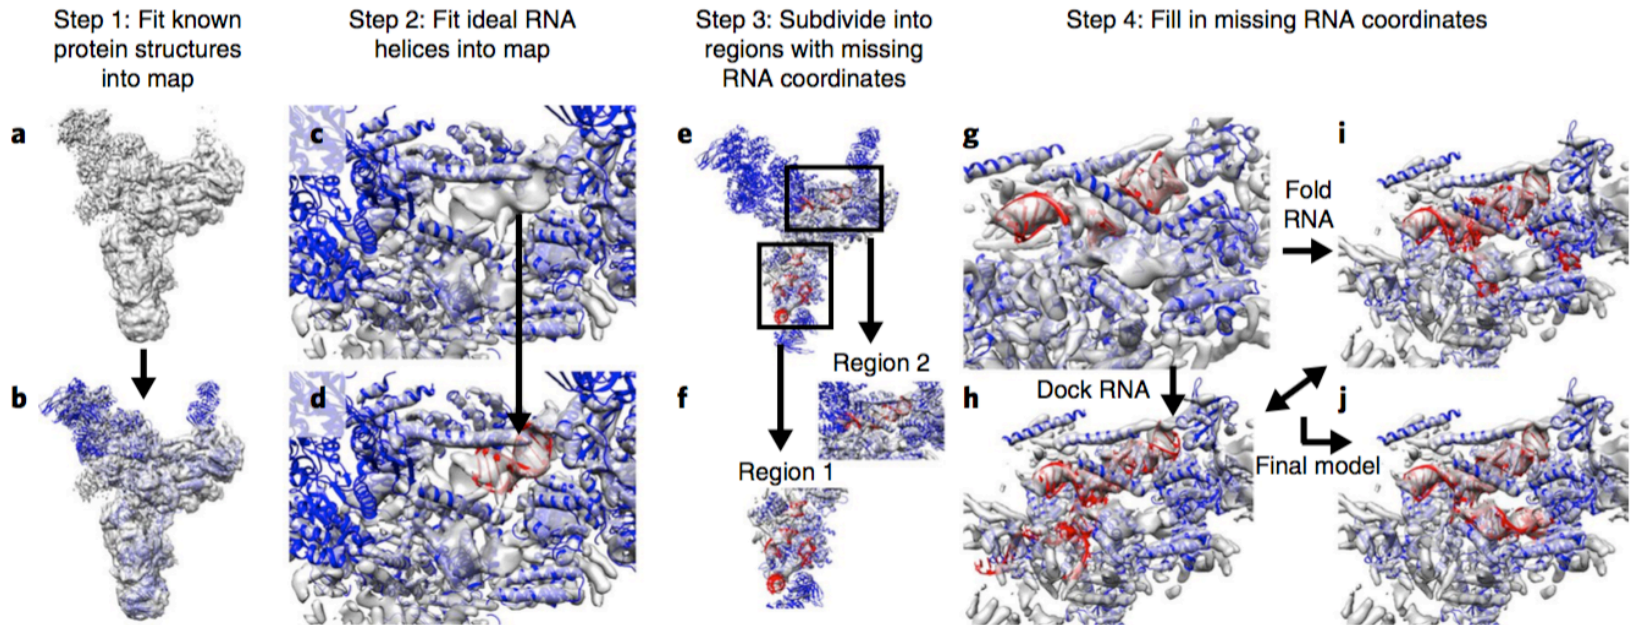 Step 1: Fit known
protein structures
into map
Step 2: Fit ideal RNA
helices into map
Step 3: Subdivide into
regions with missing
RNA coordinates
Step 4: Fill in missing RNA coordinates
a
b
c
d
e
f
Region 2
Region 1
g
Fold
RNA
i
Dock RNA
h
j
Final model